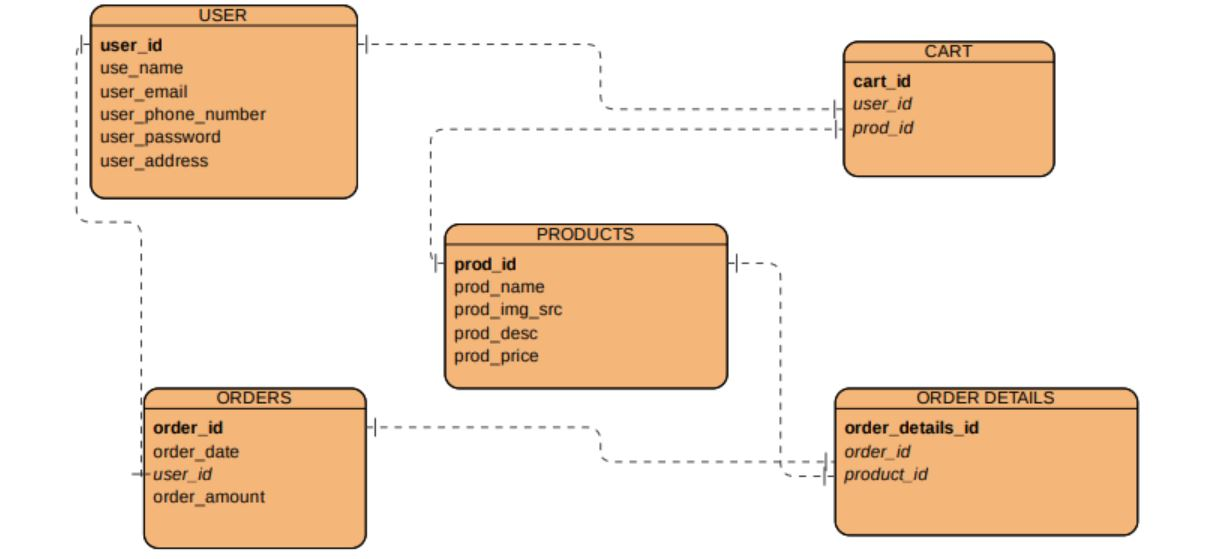 USER
user_id
use_name
user_email
user_phone_number
user_password
user_address
CART
cart_id
user_id
prod_id
PRODUCTS
prod_id
prod_name
prod_img_src
prod_desc
prod_price
ORDERS
order_id
order_date
user_id
order_amount
ORDER DETAILS
order_details_id
order_id
product_id